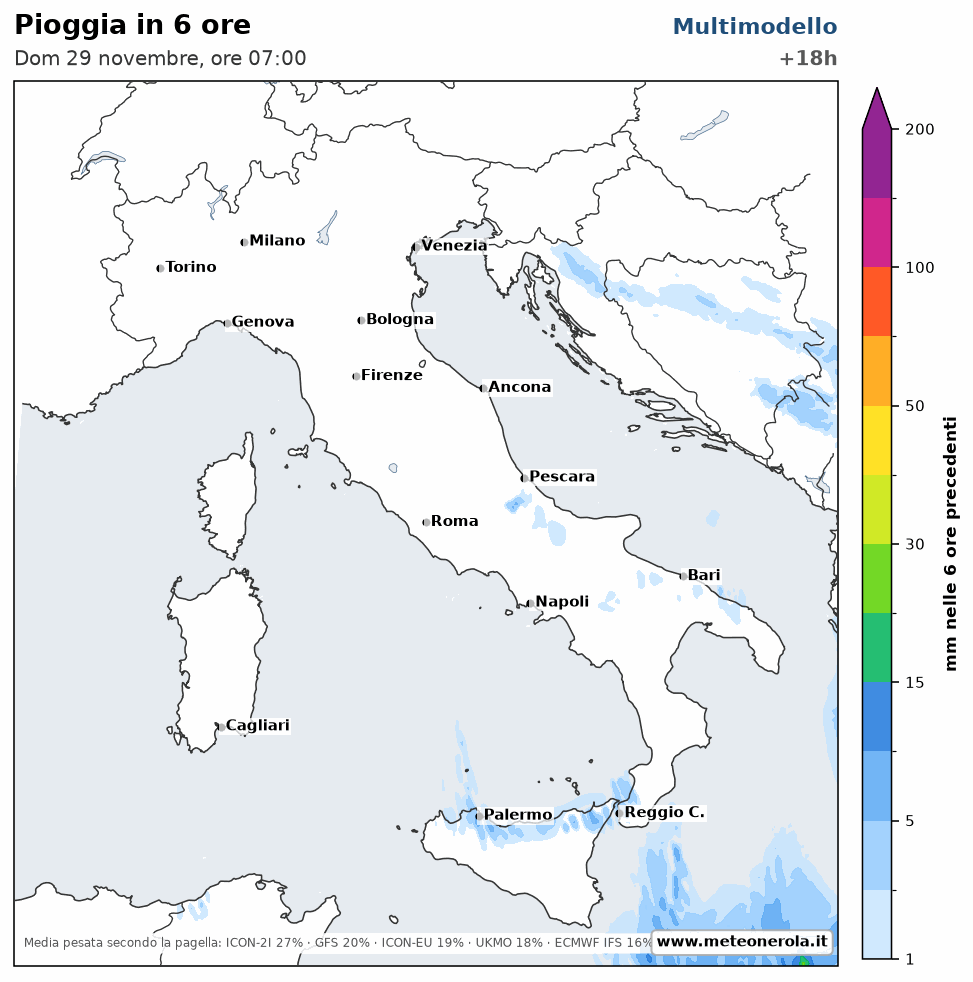 Pioggia in 6 ore
Multimodello
Dom 29 novembre, ore 07:00
+18h
200
100
50
30
15
5
1
mm nelle 6 ore precedenti
Milano
Venezia
Torino
Genova
Bologna
Firenze
Ancona
Pescara
Roma
Bari
Napoli
Cagliari
Palermo
Reggio C.
Media pesata secondo la pagella: ICON-2I 27% · GFS 20% · ICON-EU 19% · UKMO 18% · ECMWF IFS 16%
www.meteonerola.it